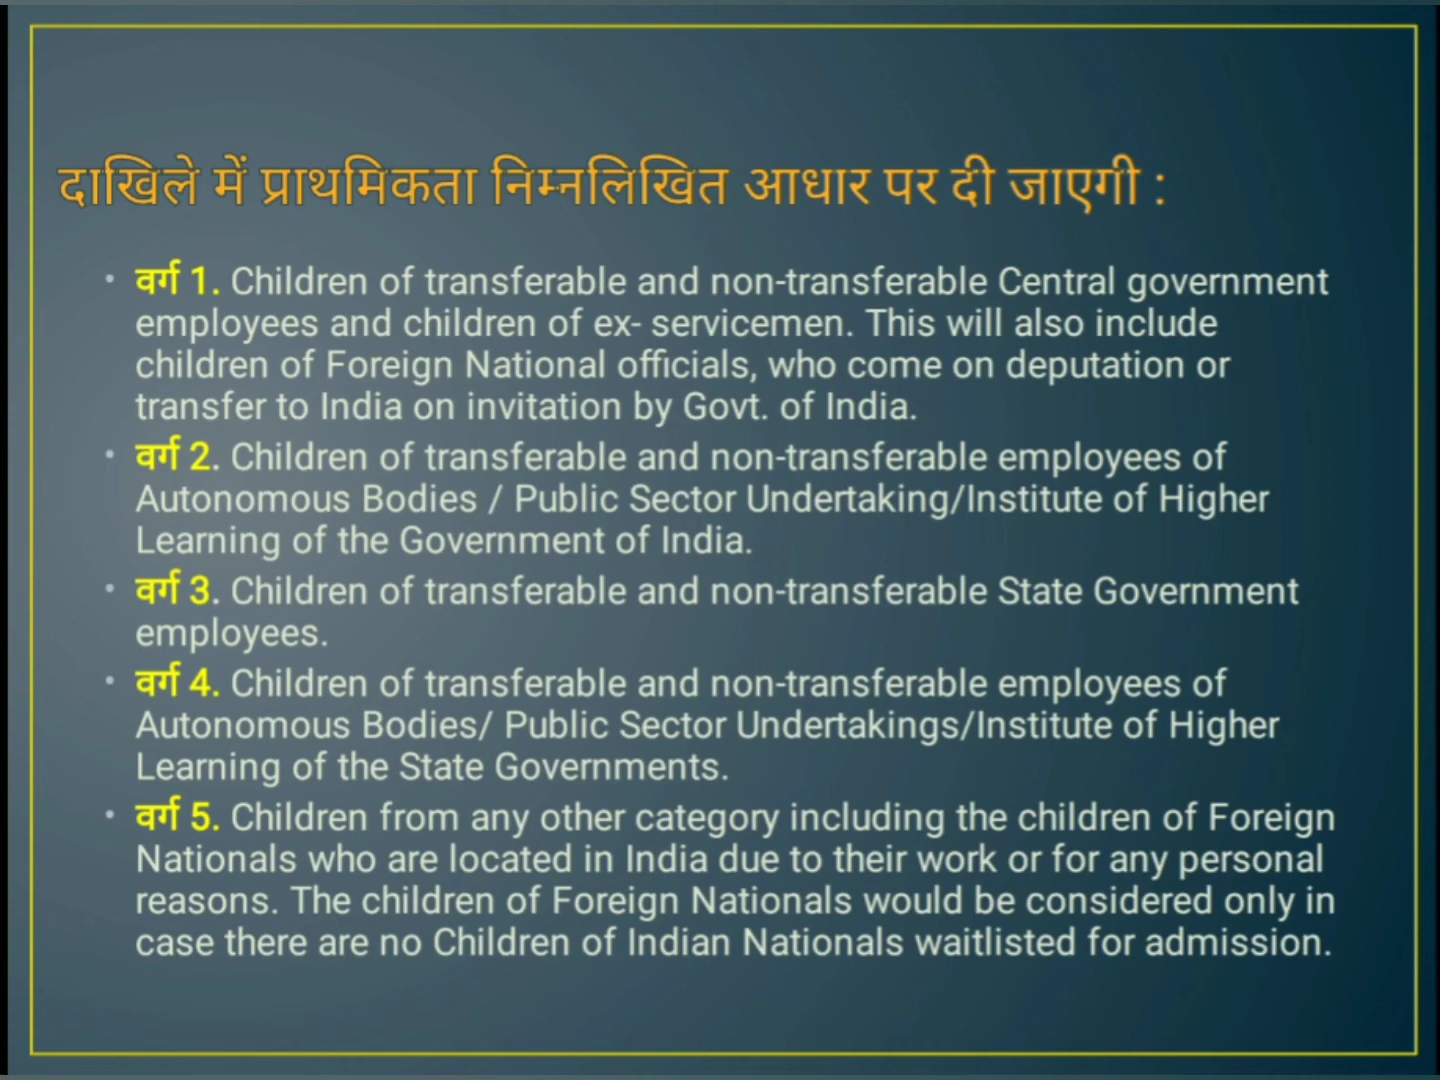 दाखिले में प्राथमिकता निम्नलिखित आधार पर दी जाएगी :
• वर्ग 1. Children of transferable and non-transferable Central government
employees and children of ex- servicemen. This will also include
children of Foreign National officials, who come on deputation or
transfer to India on invitation by Govt. of India.
• वर्ग 2. Children of transferable and non-transferable employees of
Autonomous Bodies / Public Sector Undertaking/Institute of Higher
Learning of the Government of India.
• वर्ग 3. Children of transferable and non-transferable State Government
employees.
• वर्ग 4. Children of transferable and non-transferable employees of
Autonomous Bodies/ Public Sector Undertakings/Institute of Higher
Learning of the State Governments.
• वर्ग 5. Children from any other category including the children of Foreign
Nationals who are located in India due to their work or for any personal
reasons. The children of Foreign Nationals would be considered only in
case there are no Children of Indian Nationals waitlisted for admission.